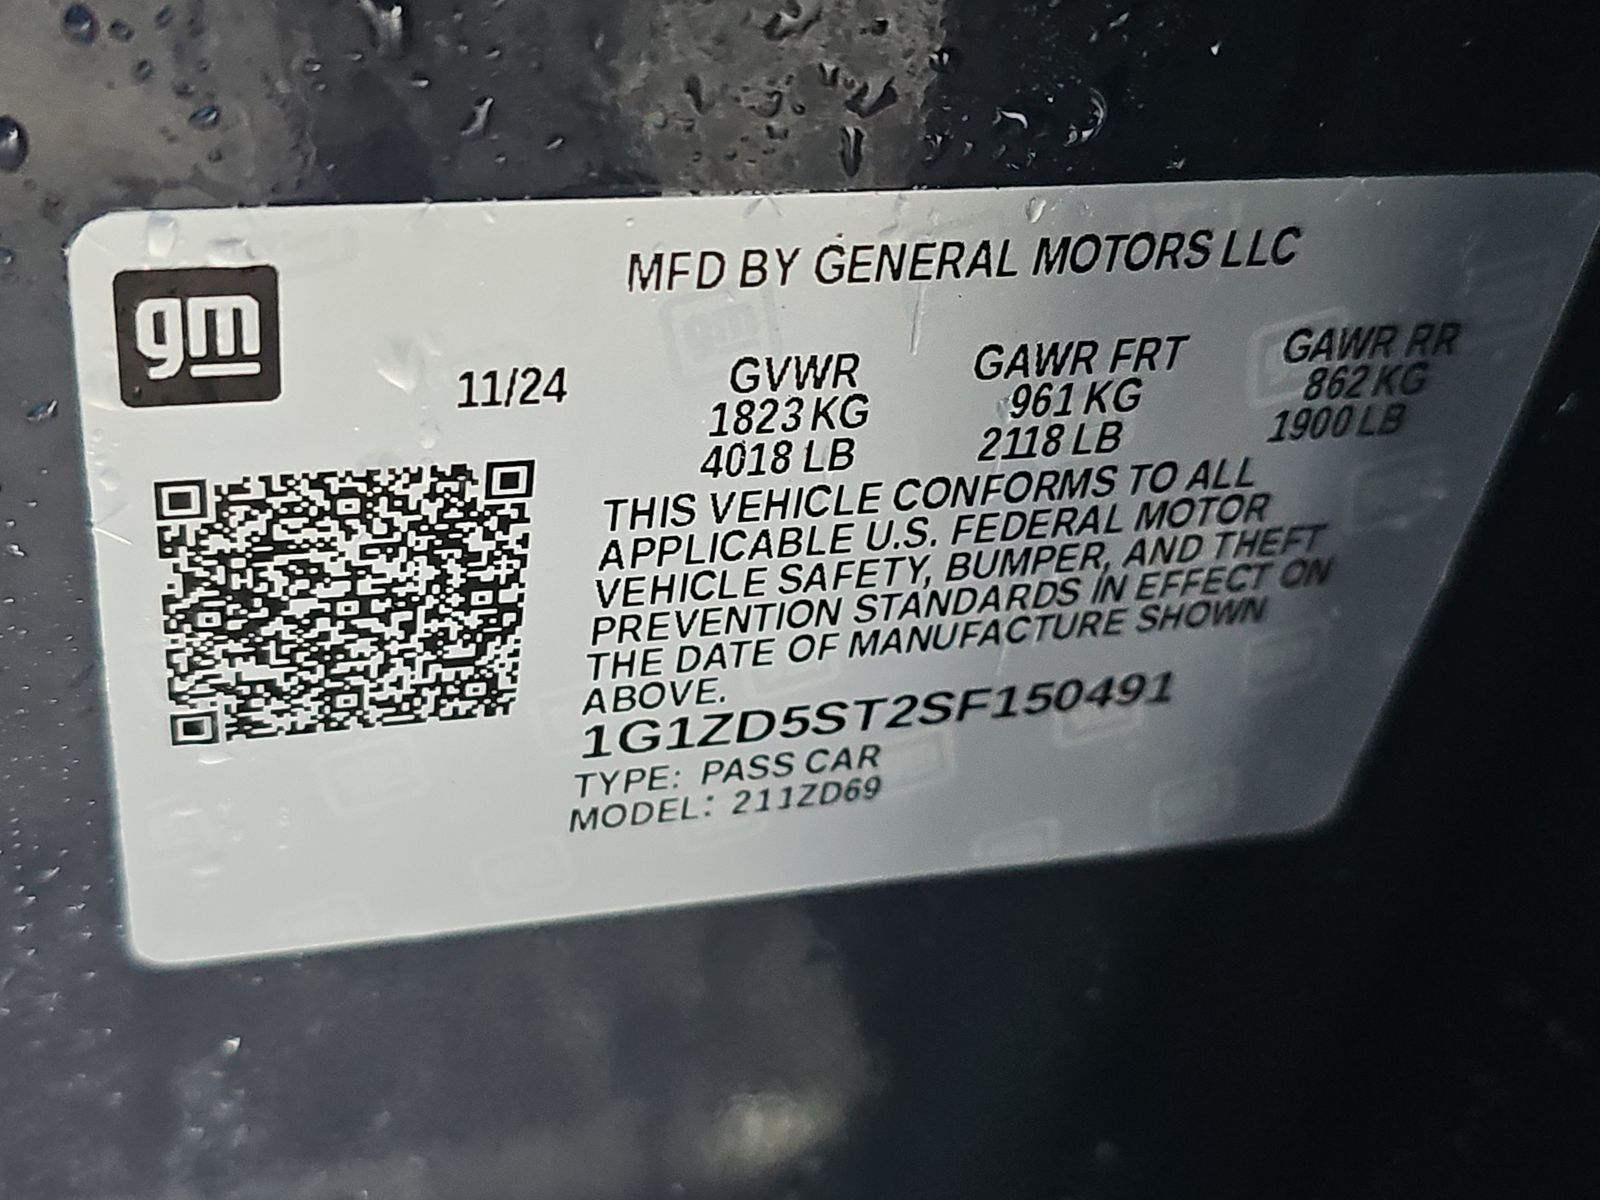 gm
MFD BY GENERAL MOTORS LLC
11/24
GVWR GAWR FRT GAWR RR
1823 KG 961 KG 862 KG
4018 LB 2118 LB 1900 LB
THIS VEHICLE CONFORMS TO ALL
APPLICABLE U.S. FEDERAL MOTOR
VEHICLE SAFETY, BUMPER, AND THEFT
PREVENTION STANDARDS IN EFFECT ON
THE DATE OF MANUFACTURE SHOWN
ABOVE.
1G1ZD5ST2SF150491
TYPE: PASS CAR
MODEL: 211ZD69